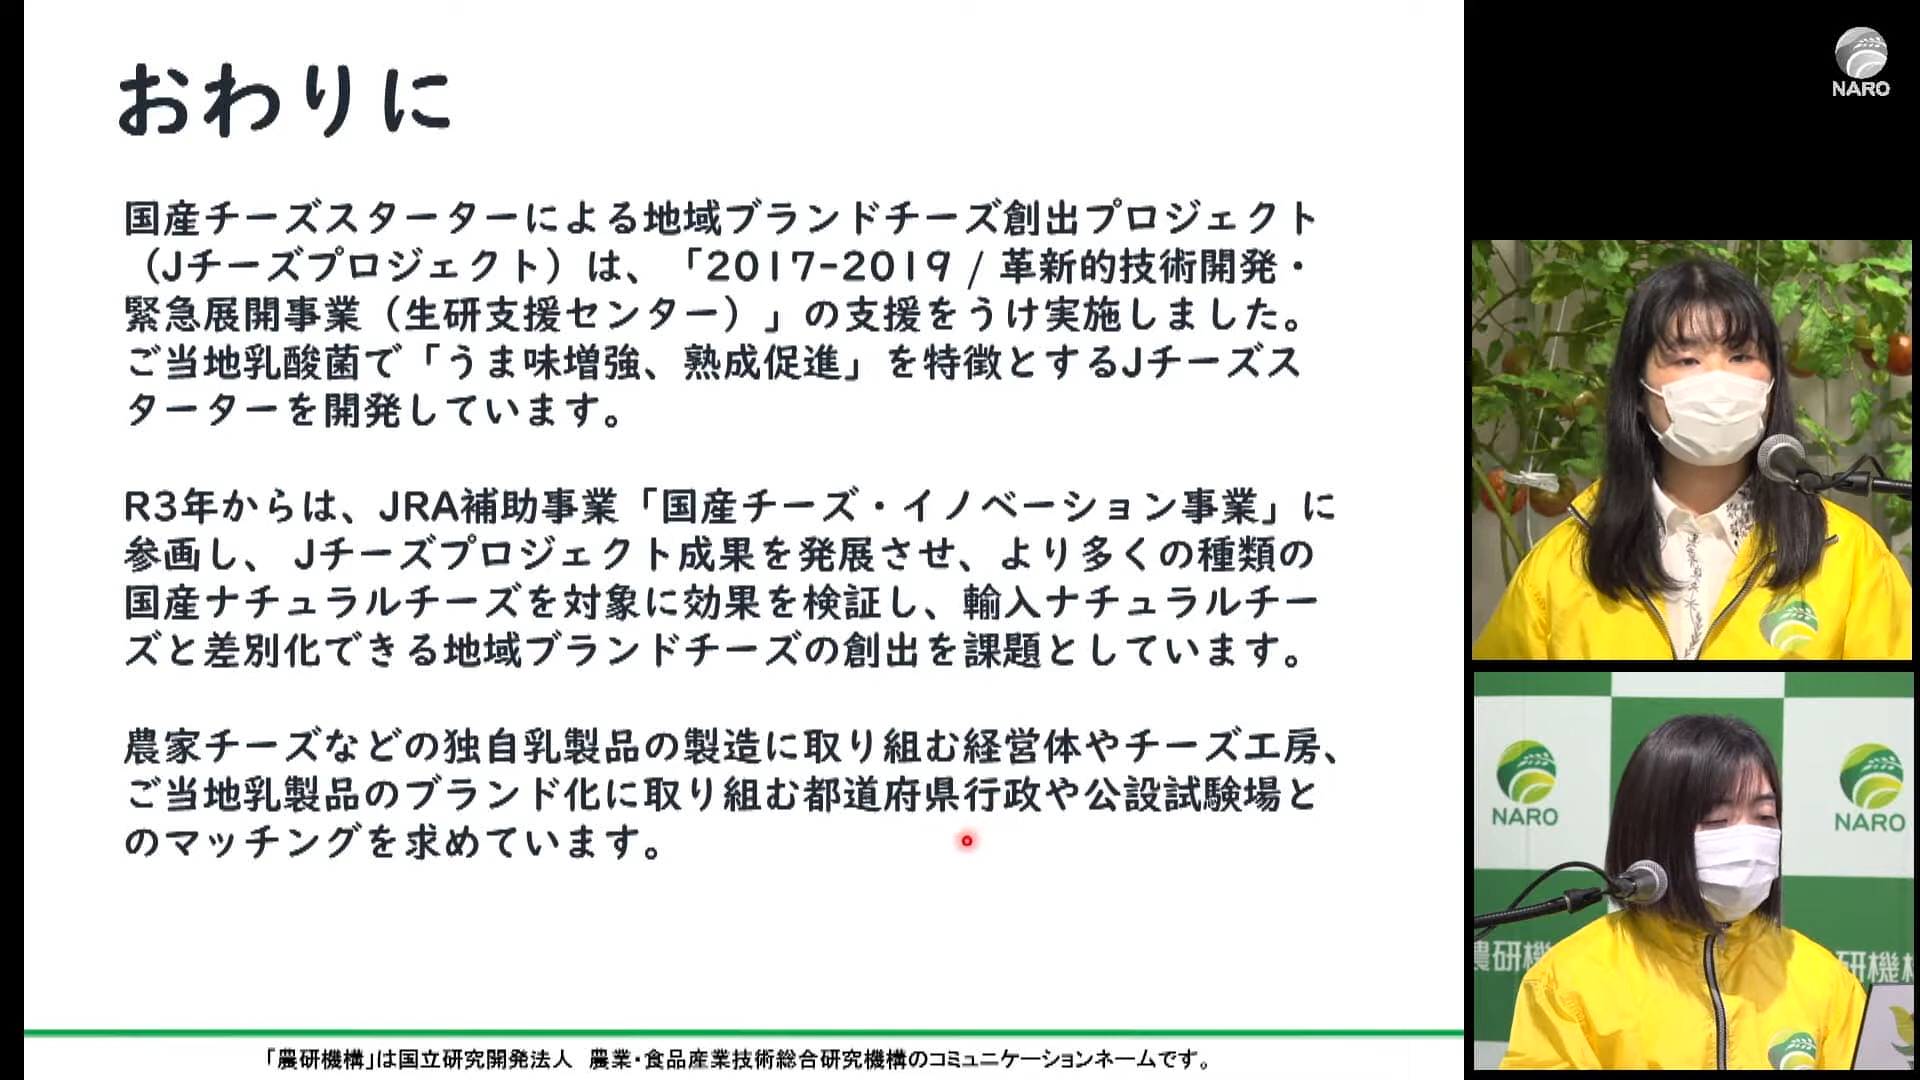 おわりに
国産チーズスターターによる地域ブランドチーズ創出プロジェクト
（Jチーズプロジェクト）は、「2017-2019 / 革新的技術開発・
緊急展開事業（生研支援センター）」の支援をうけ実施しました。
ご当地乳酸菌で「うま味増強、熟成促進」を特徴とするJチーズス
ターターを開発しています。
R3年からは、JRA補助事業「国産チーズ・イノベーション事業」に
参画し、 Jチーズプロジェクト成果を発展させ、より多くの種類の
国産ナチュラルチーズを対象に効果を検証し、輸入ナチュラルチー
ズと差別化できる地域ブランドチーズの創出を課題としています。
農家チーズなどの独自乳製品の製造に取り組む経営体やチーズ工房、
ご当地乳製品のブランド化に取り組む都道府県行政や公設試験場と
のマッチングを求めています。
「農研機構」は国立研究開発法人　農業・食品産業技術総合研究機構のコミュニケーションネームです。
NARO
NARO
NARO
農研機
研機構